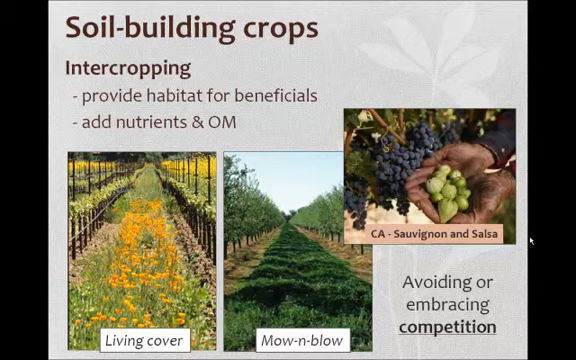 Soil-building crops
Intercropping
- provide habitat for beneficials
- add nutrients & OM
CA - Sauvignon and Salsa
Living cover
Mow-n-blow
Avoiding or
embracing
competition